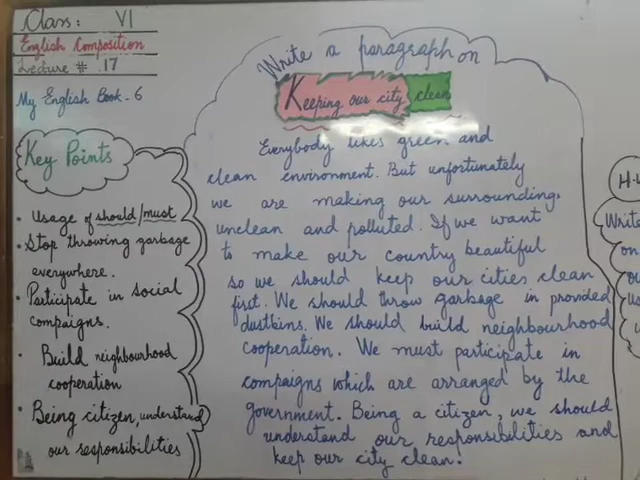 Class: VI
English Composition
Lecture # .17
My English Book - 6
Key Points
• Usage of should/must
• Stop throwing garbage
everywhere.
• Participate in social
compaigns.
• Build neighbourhood
cooperation
• Being citizen, understand
our responsibilities
Write a paragraph on
Keeping our city clean
Everybody likes green and
clean environment. But unfortunately
we are making our surrounding
unclean and polluted. If we want
to make our country beautiful
so we should keep our cities clean
first. We should throw garbage in provided
dustbins. We should build neighbourhood
cooperation. We must participate in
compaigns which are arranged by the
government. Being a citizen, we should
understand our responsibilities and
keep our city clean.
H.w
Write
on